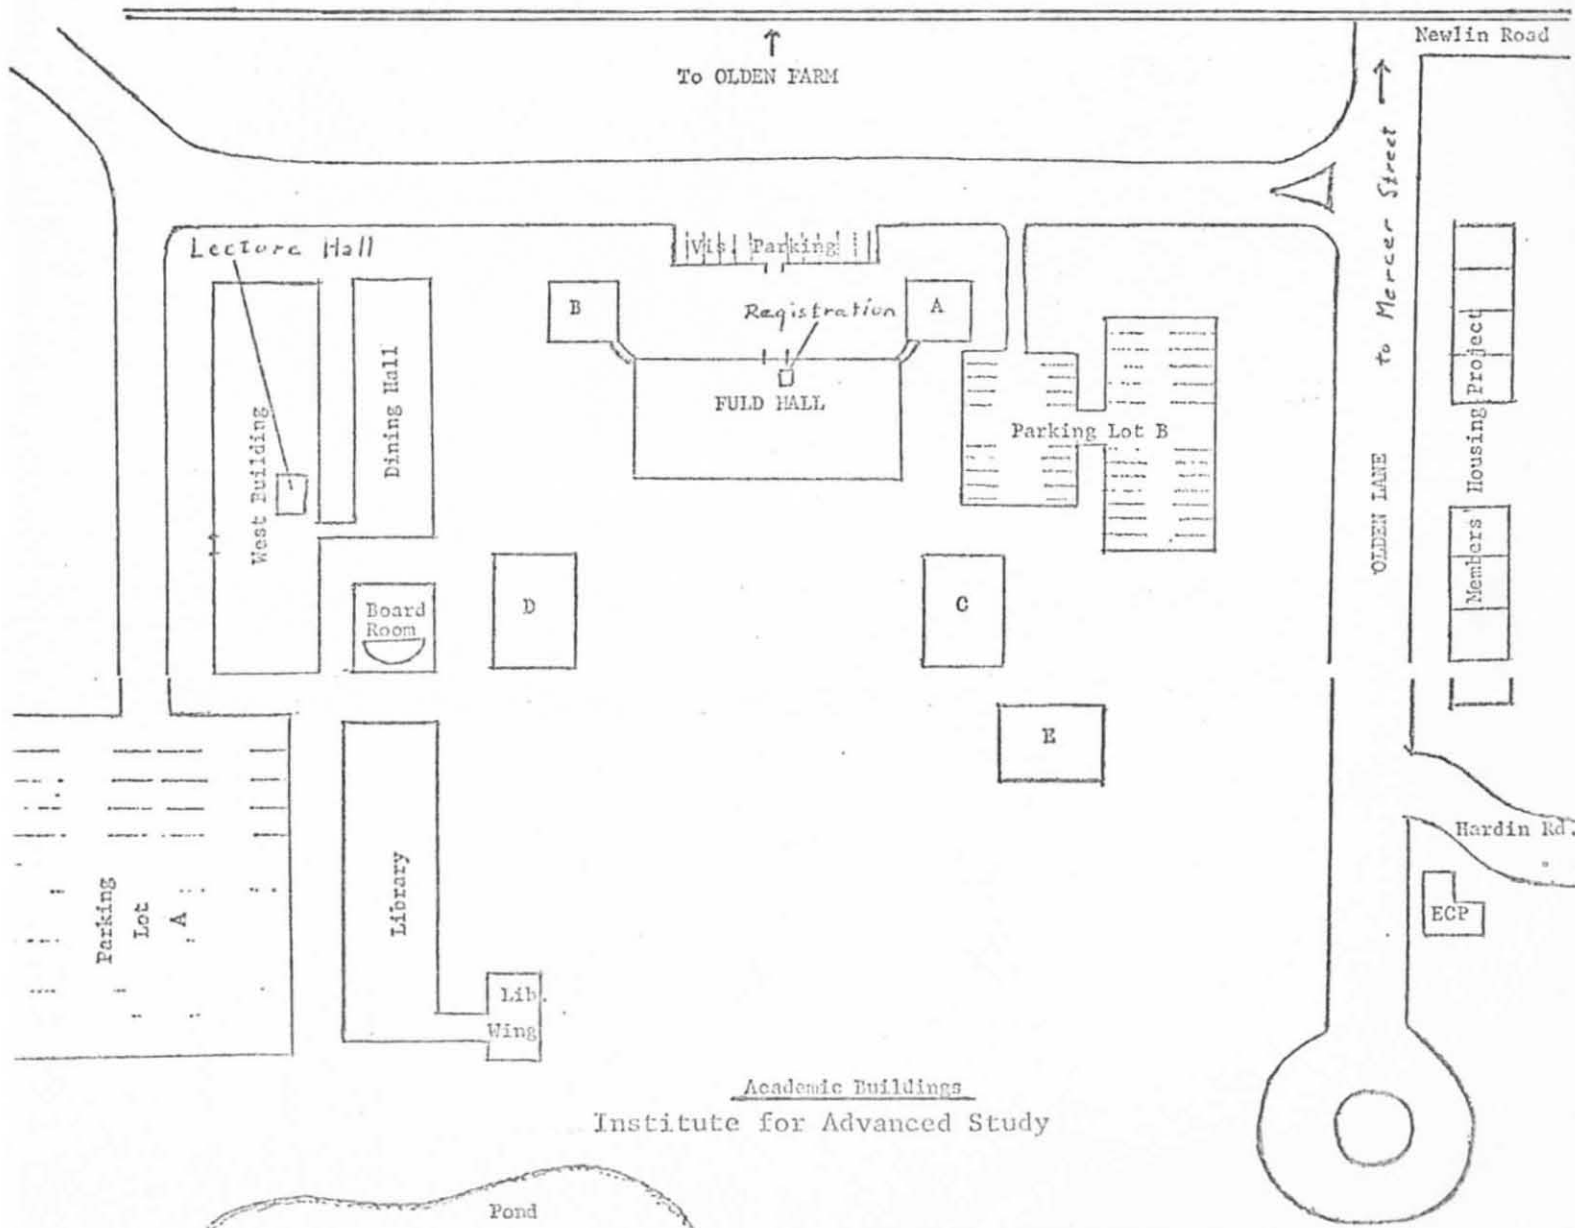 Newlin Road
To OLDEN FARM
to Mercer Street
Lecture Hall
Vis. Parking
B
Registration
A
FULD HALL
Parking Lot B
West Building
Dining Hall
OLDEN LANE
Members' Housing Project
Board
Room
D
C
E
Parking
Lot
A
Library
Hardin Rd.
ECP
Lib.
Wing
Academic Buildings
Institute for Advanced Study
Pond